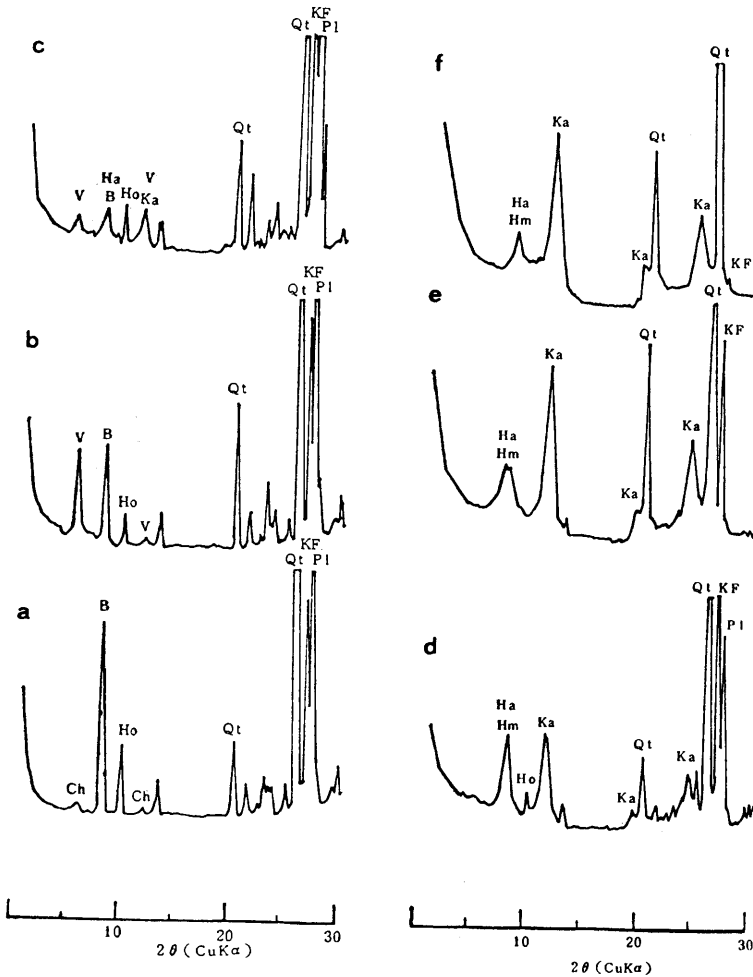 c
Qt
KF
Pl
V
Ha
B
Ho
V
Ka
Qt
b
Qt
KF
Pl
V
B
Ho
V
Qt
a
Qt
KF
Pl
Ch
B
Ho
Ch
Qt
10 20 30
2θ (CuKα)
f
Ha
Hm
Ka
Ka
Qt
Ka
Qt
KF
e
Ha
Hm
Ka
Ka
Qt
Ka
Qt
KF
d
Ha
Hm
Ho
Ka
Ka
Qt
Ka
Qt
KF
Pl
10 20 30
2θ (CuKα)